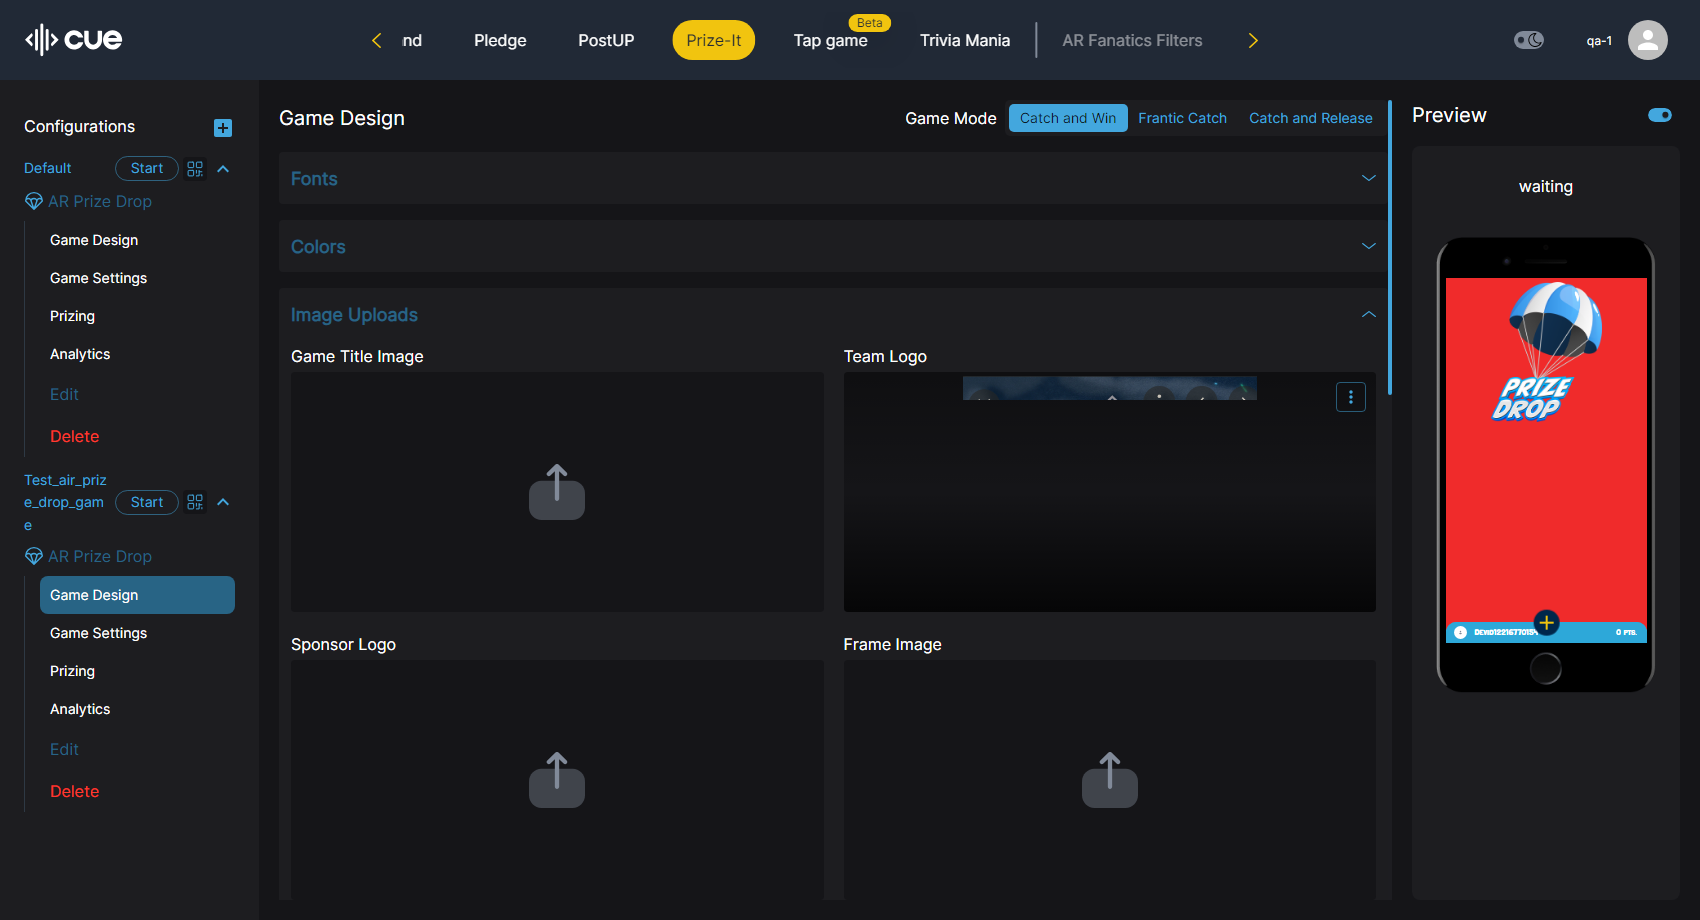 cue
nd
Pledge
PostUP
Prize-It
Beta
Tap game
Trivia Mania
AR Fanatics Filters
qa-1
Configurations
Default
Start
AR Prize Drop
Game Design
Game Settings
Prizing
Analytics
Edit
Delete
Test_air_priz
e_drop_gam
e
Start
AR Prize Drop
Game Design
Game Settings
Prizing
Analytics
Edit
Delete
Game Design
Game Mode
Catch and Win
Frantic Catch
Catch and Release
Fonts
Colors
Image Uploads
Game Title Image
Team Logo
Sponsor Logo
Frame Image
Preview
waiting
PRIZE
DROP
0 PTS.